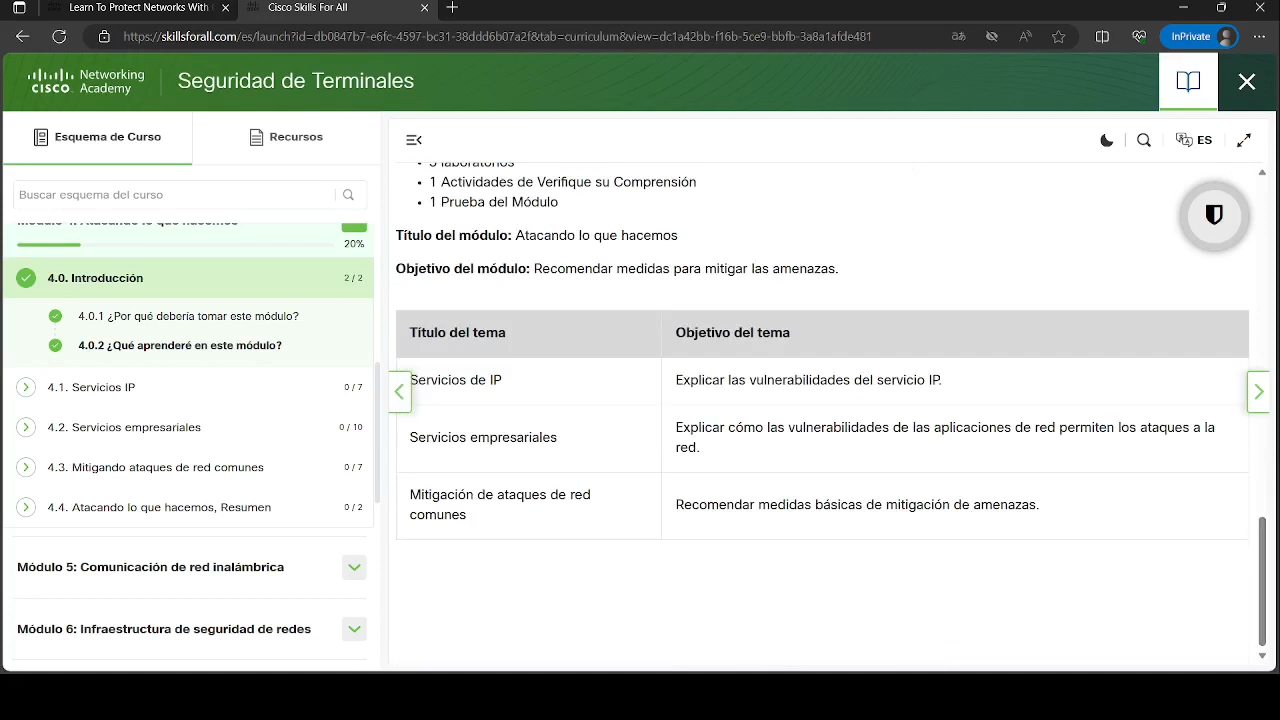 Learn To Protect Networks With
Cisco Skills For All
https://skillsforall.com/es/launch?id=db0847b7-e6fc-4597-bc31-38ddd6b07a2f&tab=curriculum&view=dc1a42bb-f16b-5ce9-bbfb-3a8a1afde481
InPrivate
CISCO Networking Academy
Seguridad de Terminales
Esquema de Curso
Recursos
ES
Buscar esquema del curso
Módulo 4: Atacando lo que hacemos
20%
4.0. Introducción
2 / 2
4.0.1 ¿Por qué debería tomar este módulo?
4.0.2 ¿Qué aprenderé en este módulo?
4.1. Servicios IP
0 / 7
4.2. Servicios empresariales
0 / 10
4.3. Mitigando ataques de red comunes
0 / 7
4.4. Atacando lo que hacemos, Resumen
0 / 2
Módulo 5: Comunicación de red inalámbrica
Módulo 6: Infraestructura de seguridad de redes
laboratorios
1 Actividades de Verifique su Comprensión
1 Prueba del Módulo
Título del módulo: Atacando lo que hacemos
Objetivo del módulo: Recomendar medidas para mitigar las amenazas.
Título del tema
Objetivo del tema
Servicios de IP
Explicar las vulnerabilidades del servicio IP.
Servicios empresariales
Explicar cómo las vulnerabilidades de las aplicaciones de red permiten los ataques a la
red.
Mitigación de ataques de red
comunes
Recomendar medidas básicas de mitigación de amenazas.